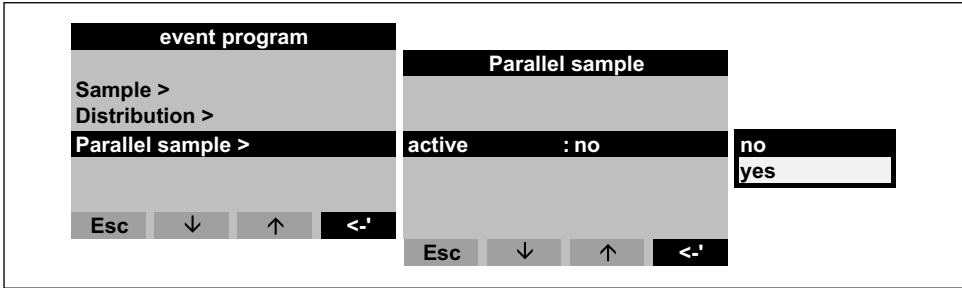 event program
Sample >
Distribution >
Parallel sample >
Esc ↓ ↑ <-'
Parallel sample
active : no
Esc ↓ ↑ <-'
no
yes